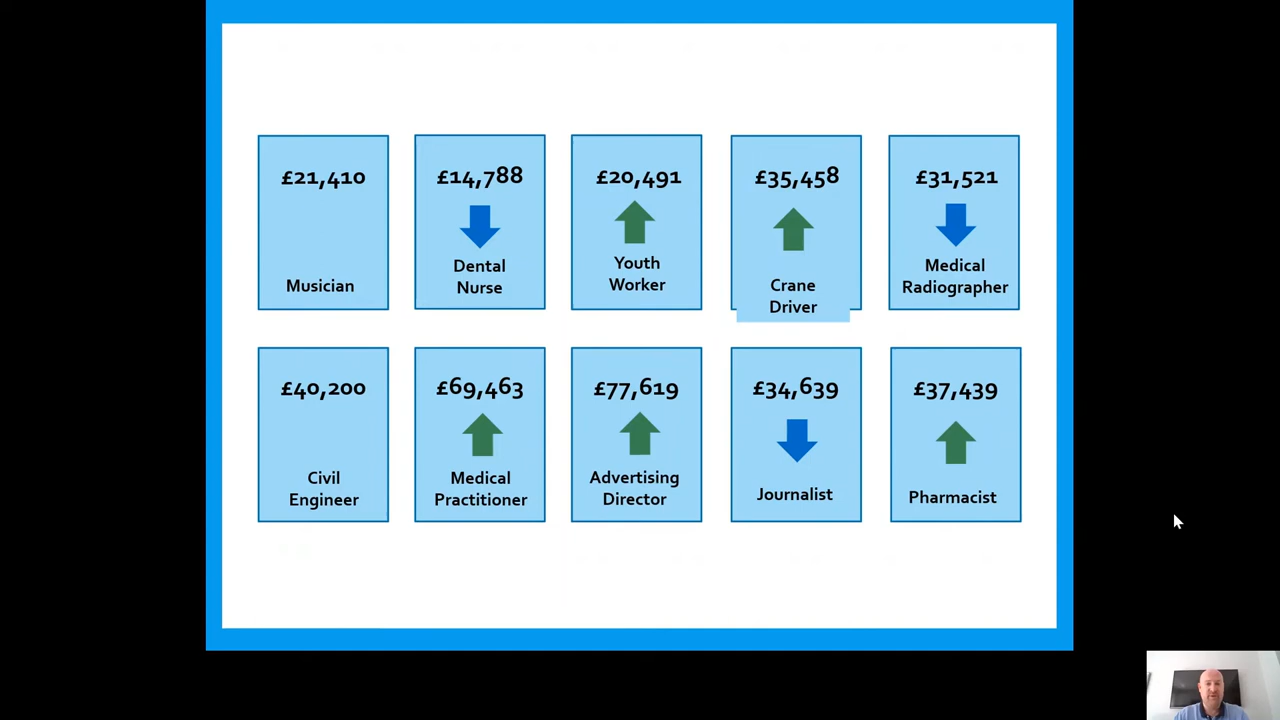 £21,410
Musician
£14,788
Dental
Nurse
£20,491
Youth
Worker
£35,458
Crane
Driver
£31,521
Medical
Radiographer
£40,200
Civil
Engineer
£69,463
Medical
Practitioner
£77,619
Advertising
Director
£34,639
Journalist
£37,439
Pharmacist